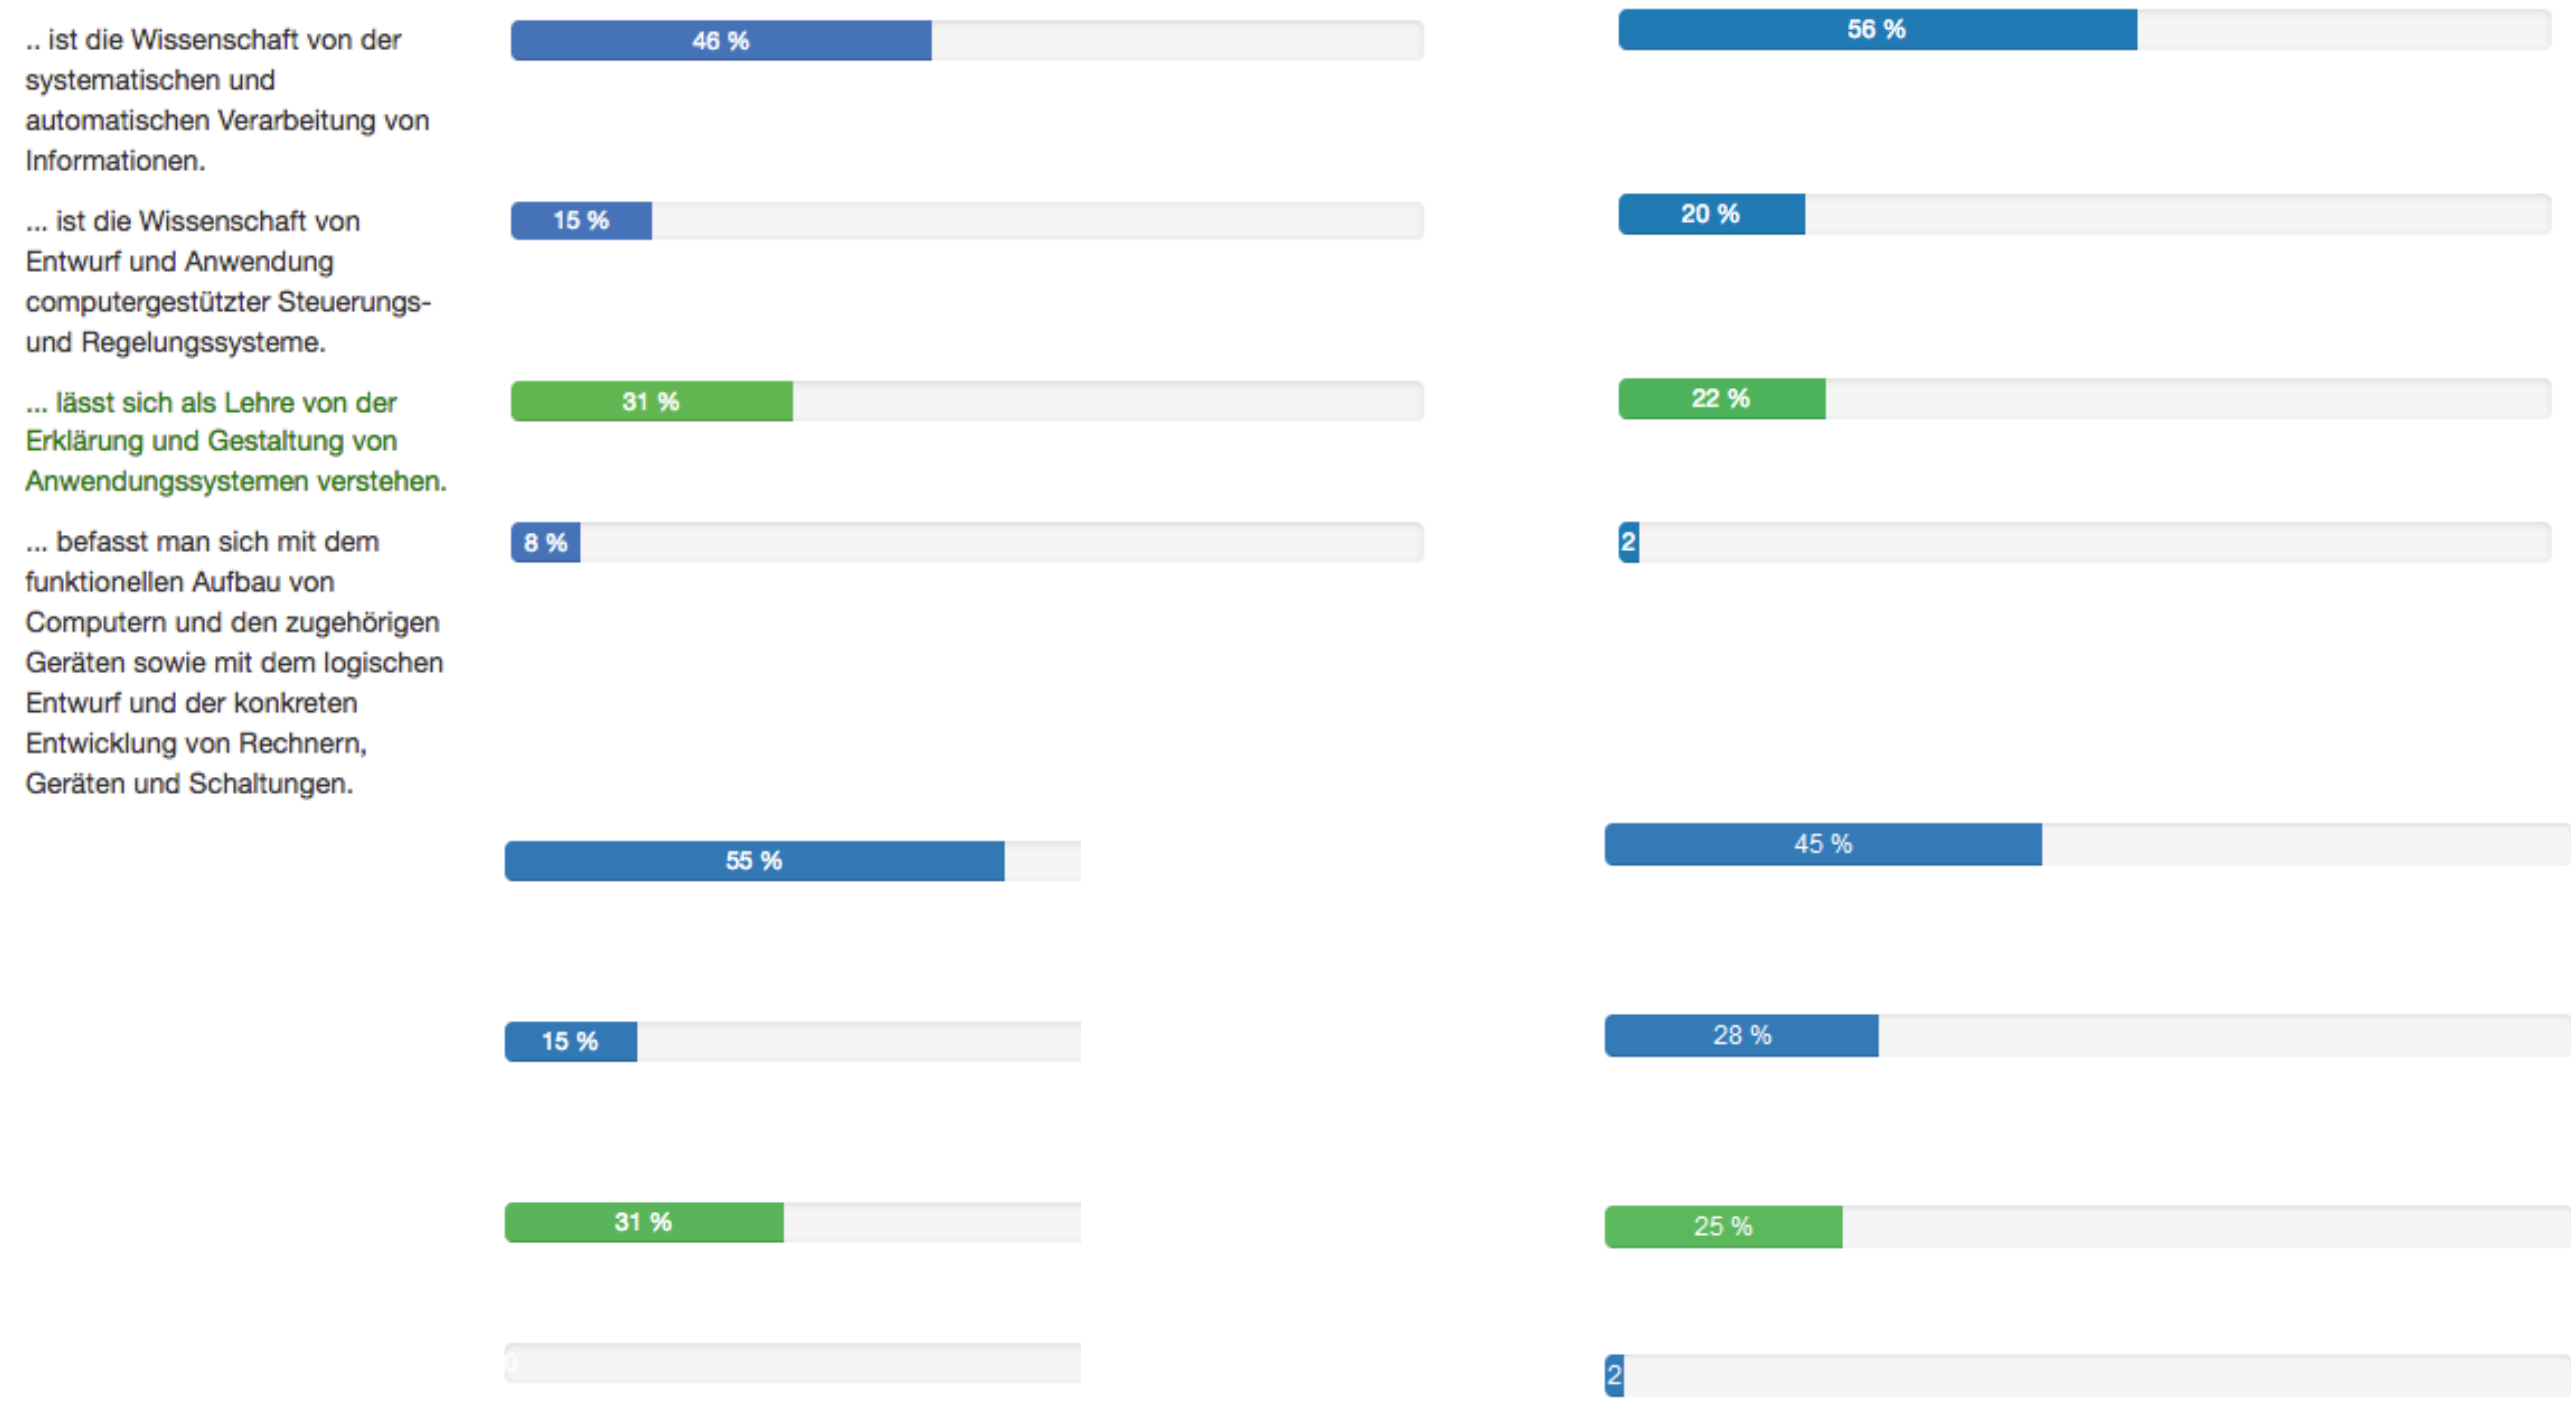 .. ist die Wissenschaft von der
systematischen und
automatischen Verarbeitung von
Informationen.
46 %
56 %
... ist die Wissenschaft von
Entwurf und Anwendung
computergestützter Steuerungs-
und Regelungssysteme.
15 %
20 %
... lässt sich als Lehre von der
Erklärung und Gestaltung von
Anwendungssystemen verstehen.
31 %
22 %
... befasst man sich mit dem
funktionellen Aufbau von
Computern und den zugehörigen
Geräten sowie mit dem logischen
Entwurf und der konkreten
Entwicklung von Rechnern,
Geräten und Schaltungen.
8 %
2
55 %
45 %
15 %
28 %
31 %
25 %
0
2